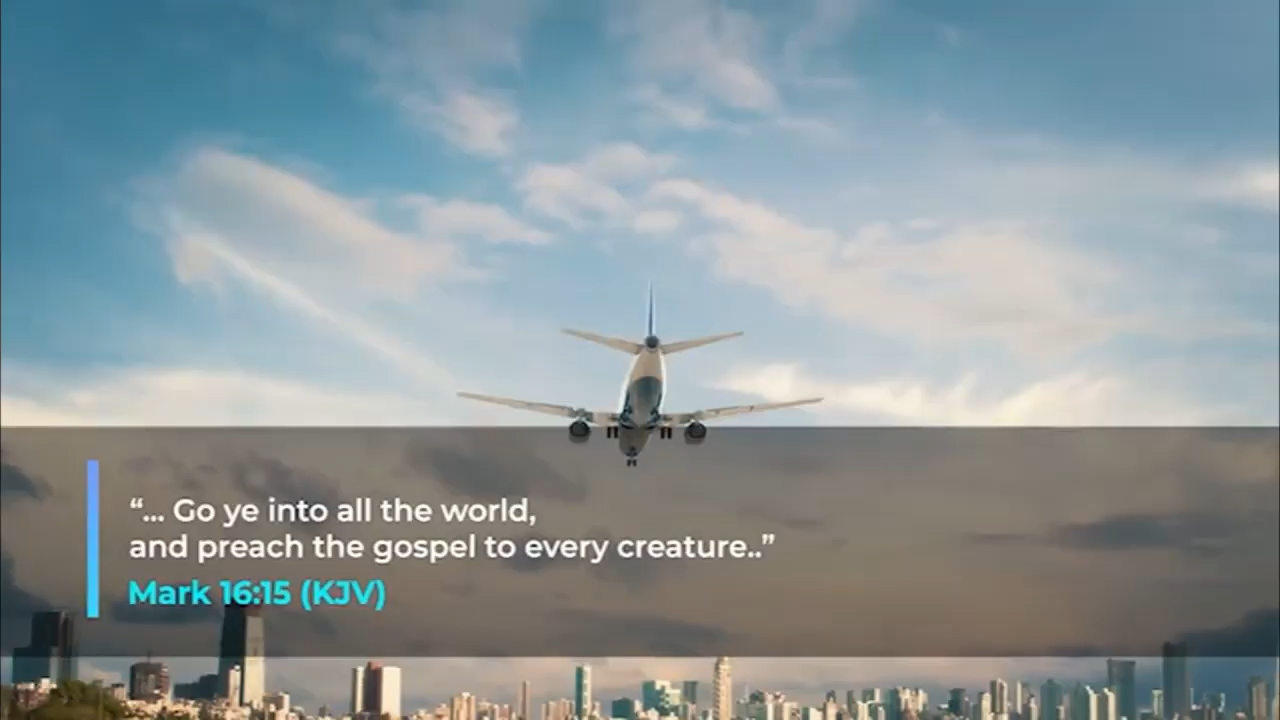 “... Go ye into all the world,
and preach the gospel to every creature..”
Mark 16:15 (KJV)